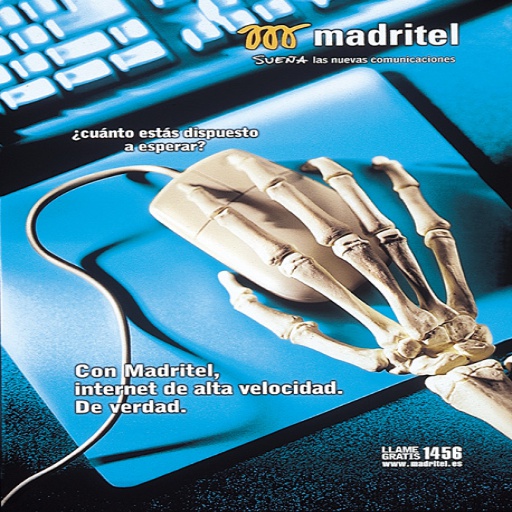 madritel
SUEÑA las nuevas comunicaciones
¿cuánto estás dispuesto
a esperar?
Con Madritel,
internet de alta velocidad.
De verdad.
LLAME
GRATIS 1456
www.madritel.es